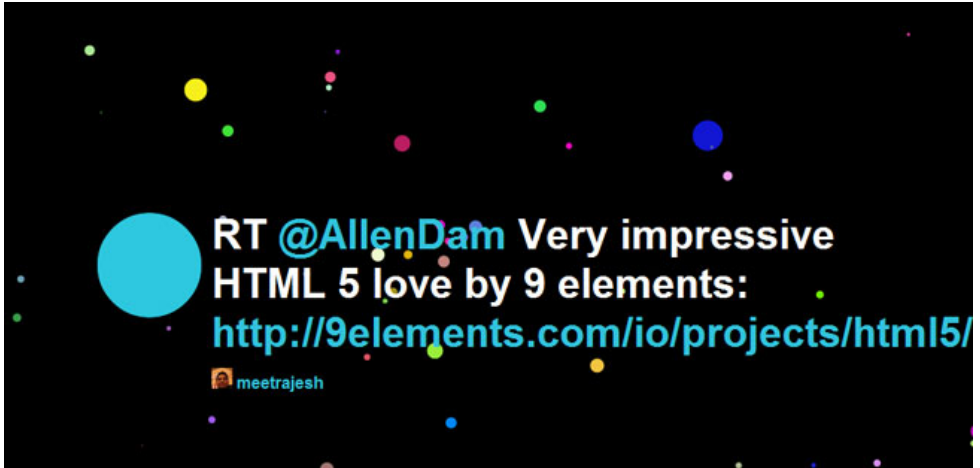 RT @AllenDam Very impressive
HTML 5 love by 9 elements:
http://9elements.com/io/projects/html5/
meetrajesh